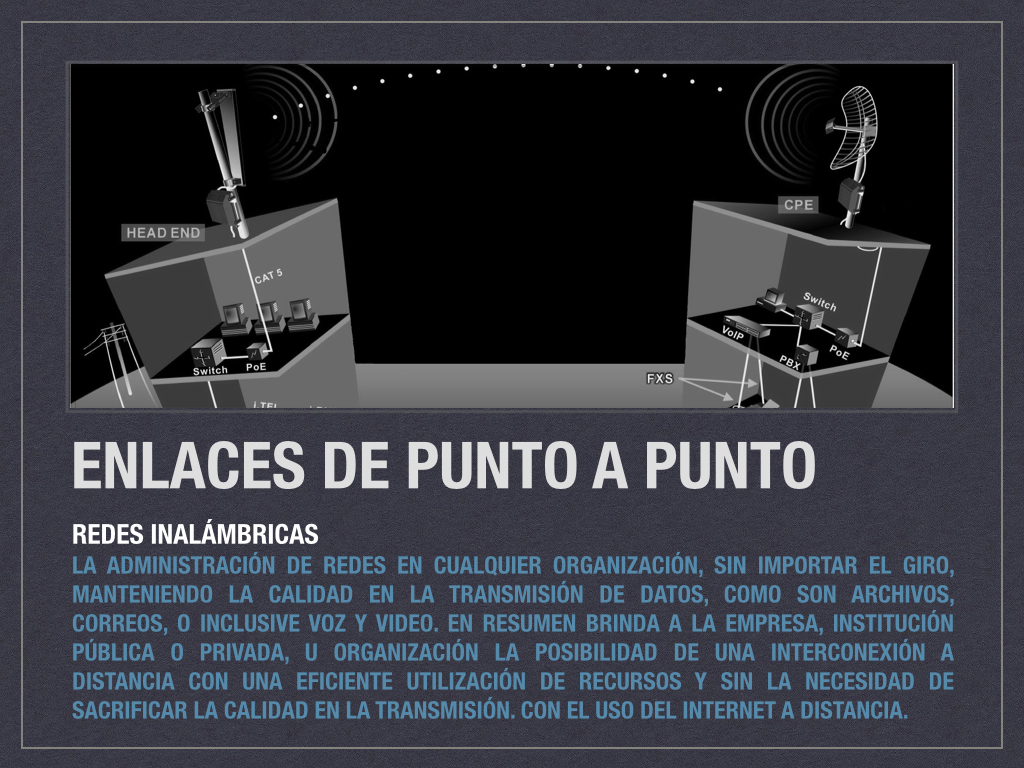 HEAD END
CPE
CAT 5
Switch
VoIP
PoE
PBX
Switch
PoE
FXS
ENLACES DE PUNTO A PUNTO
REDES INALÁMBRICAS
LA ADMINISTRACIÓN DE REDES EN CUALQUIER ORGANIZACIÓN, SIN IMPORTAR EL GIRO,
MANTENIENDO LA CALIDAD EN LA TRANSMISIÓN DE DATOS, COMO SON ARCHIVOS,
CORREOS, O INCLUSIVE VOZ Y VIDEO. EN RESUMEN BRINDA A LA EMPRESA, INSTITUCIÓN
PÚBLICA O PRIVADA, U ORGANIZACIÓN LA POSIBILIDAD DE UNA INTERCONEXIÓN A
DISTANCIA CON UNA EFICIENTE UTILIZACIÓN DE RECURSOS Y SIN LA NECESIDAD DE
SACRIFICAR LA CALIDAD EN LA TRANSMISIÓN. CON EL USO DEL INTERNET A DISTANCIA.